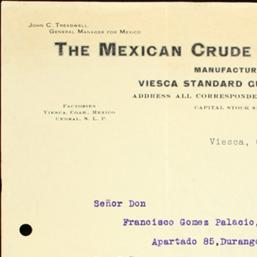 John C. Treadwell,
General Manager for Mexico
The Mexican Crude
MANUFACTUR
VIESCA STANDARD GU
ADDRESS ALL CORRESPONDE
CAPITAL STOCK $
Factories
Viesca, Coah., Mexico
Cedral, S. L. P.
Viesca,
Señor Don
Francisco Gomez Palacio,
Apartado 85, Durango